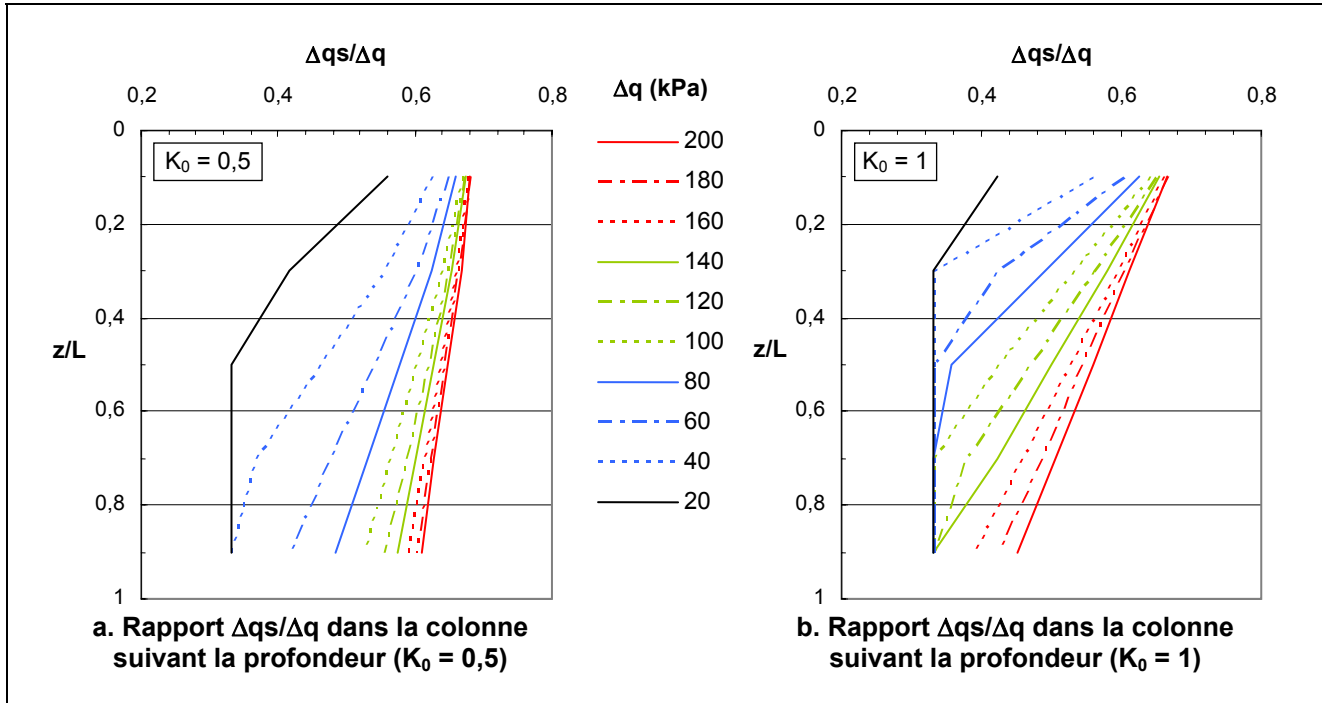 Δqs/Δq
0,2 0,4 0,6 0,8
0
0,2
0,4
0,6
0,8
1
z/L
K₀ = 0,5
a. Rapport Δqs/Δq dans la colonne
suivant la profondeur (K₀ = 0,5)
Δq (kPa)
200
180
160
140
120
100
80
60
40
20
Δqs/Δq
0,2 0,4 0,6 0,8
0
0,2
0,4
0,6
0,8
1
z/L
K₀ = 1
b. Rapport Δqs/Δq dans la colonne
suivant la profondeur (K₀ = 1)